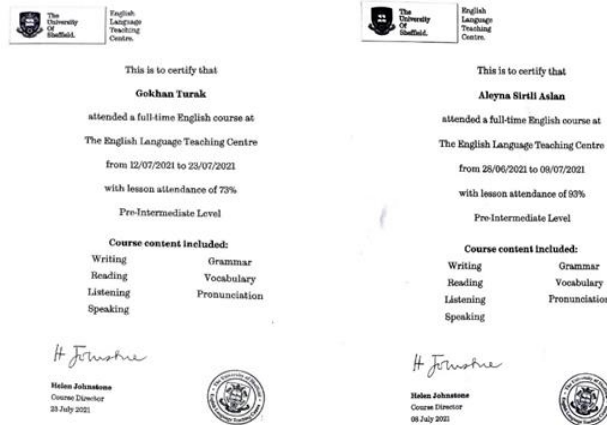 The
University
Of
Sheffield.
English
Language
Teaching
Centre.
This is to certify that
Gokhan Turak
attended a full-time English course at
The English Language Teaching Centre
from 12/07/2021 to 23/07/2021
with lesson attendance of 73%
Pre-Intermediate Level
Course content included:
Writing Grammar
Reading Vocabulary
Listening Pronunciation
Speaking
H Johnstone
Helen Johnstone
Course Director
23 July 2021
The
University
Of
Sheffield.
English
Language
Teaching
Centre.
This is to certify that
Aleyna Sirtli Aslan
attended a full-time English course at
The English Language Teaching Centre
from 28/06/2021 to 09/07/2021
with lesson attendance of 93%
Pre-Intermediate Level
Course content included:
Writing Grammar
Reading Vocabulary
Listening Pronunciation
Speaking
H Johnstone
Helen Johnstone
Course Director
08 July 2021